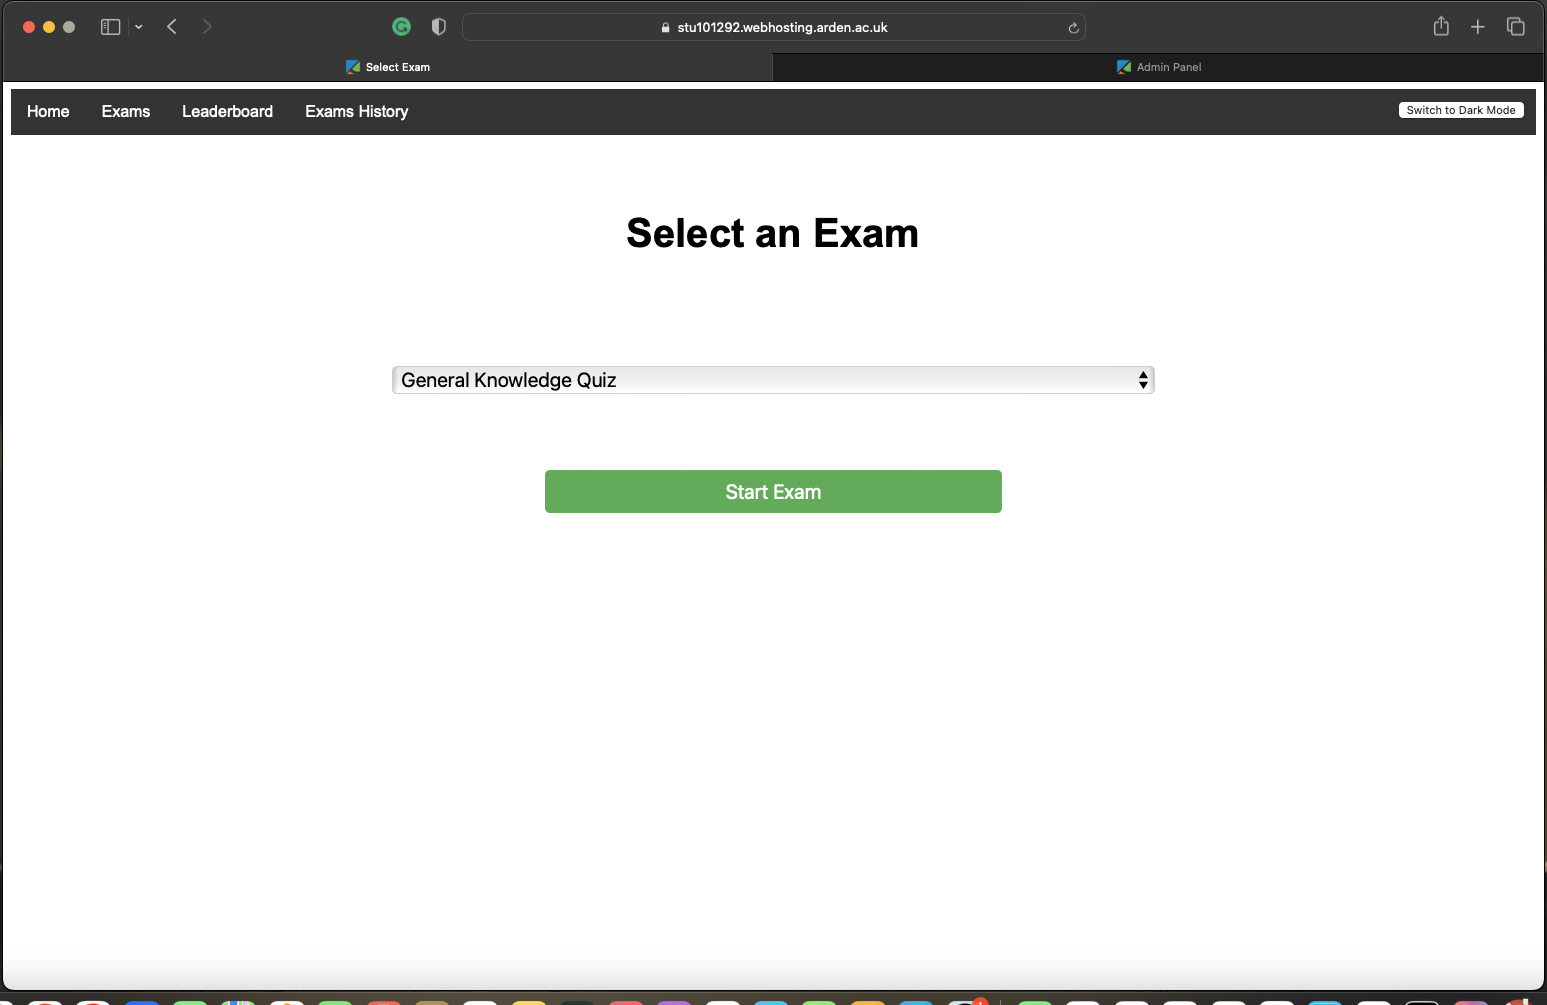 stu101292.webhosting.arden.ac.uk
Select Exam
Admin Panel
Home Exams Leaderboard Exams History Switch to Dark Mode
Select an Exam
General Knowledge Quiz
Start Exam